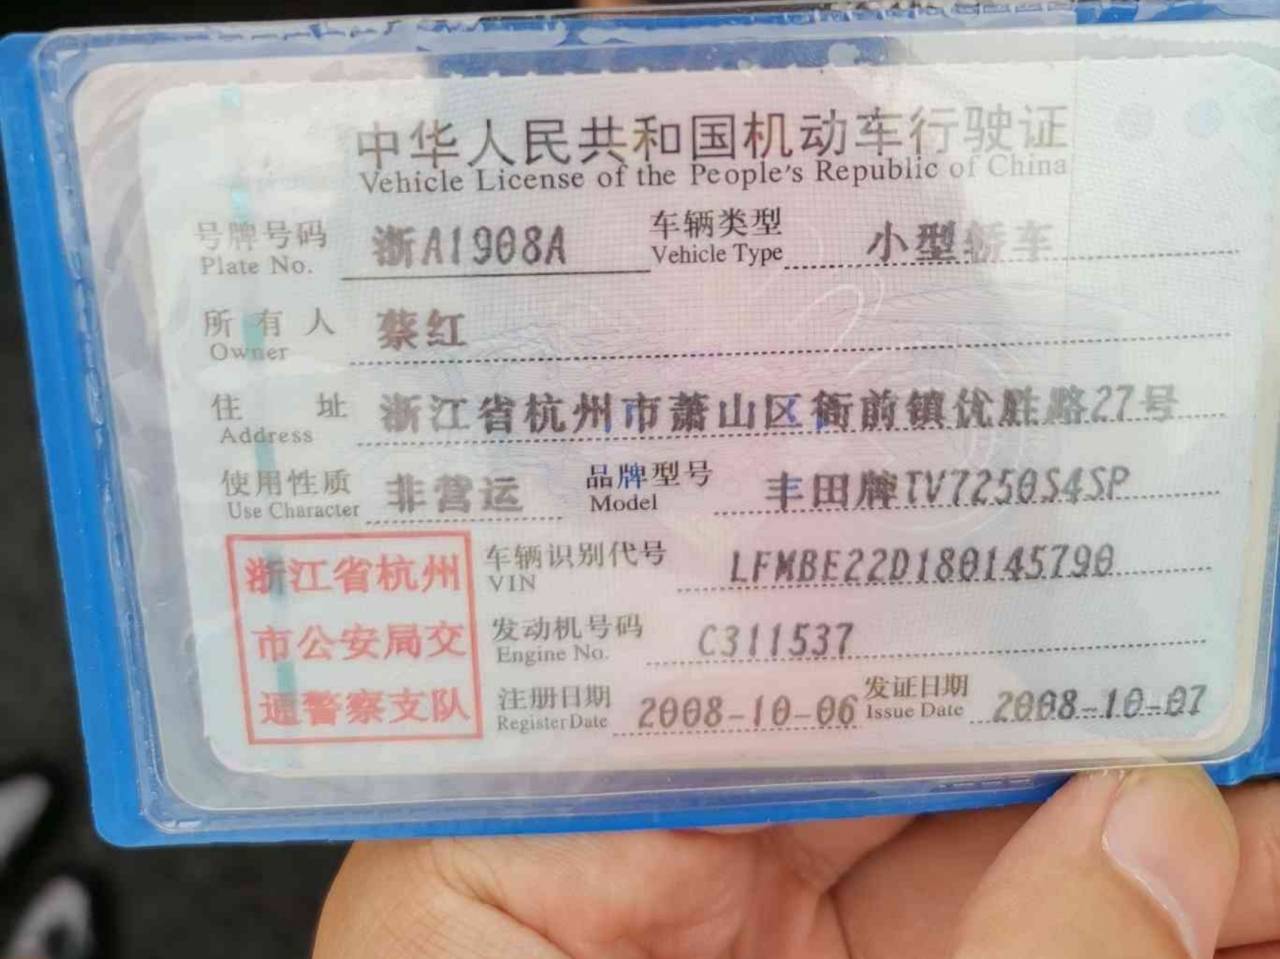 中华人民共和国机动车行驶证
Vehicle License of the People's Republic of China
号牌号码 浙A1908A 车辆类型 小型轿车
Plate No. Vehicle Type
所有人 蔡红
Owner
住址 浙江省杭州市萧山区衙前镇优胜路27号
Address
使用性质 非营运 品牌型号 丰田牌TV7250S4SP
Use Character Model
浙江省杭州 车辆识别代号 LFMBE22D180145790
VIN
市公安局交 发动机号码 C311537
Engine No.
通警察支队 注册日期 2008-10-06 发证日期 2008-10-07
Register Date Issue Date